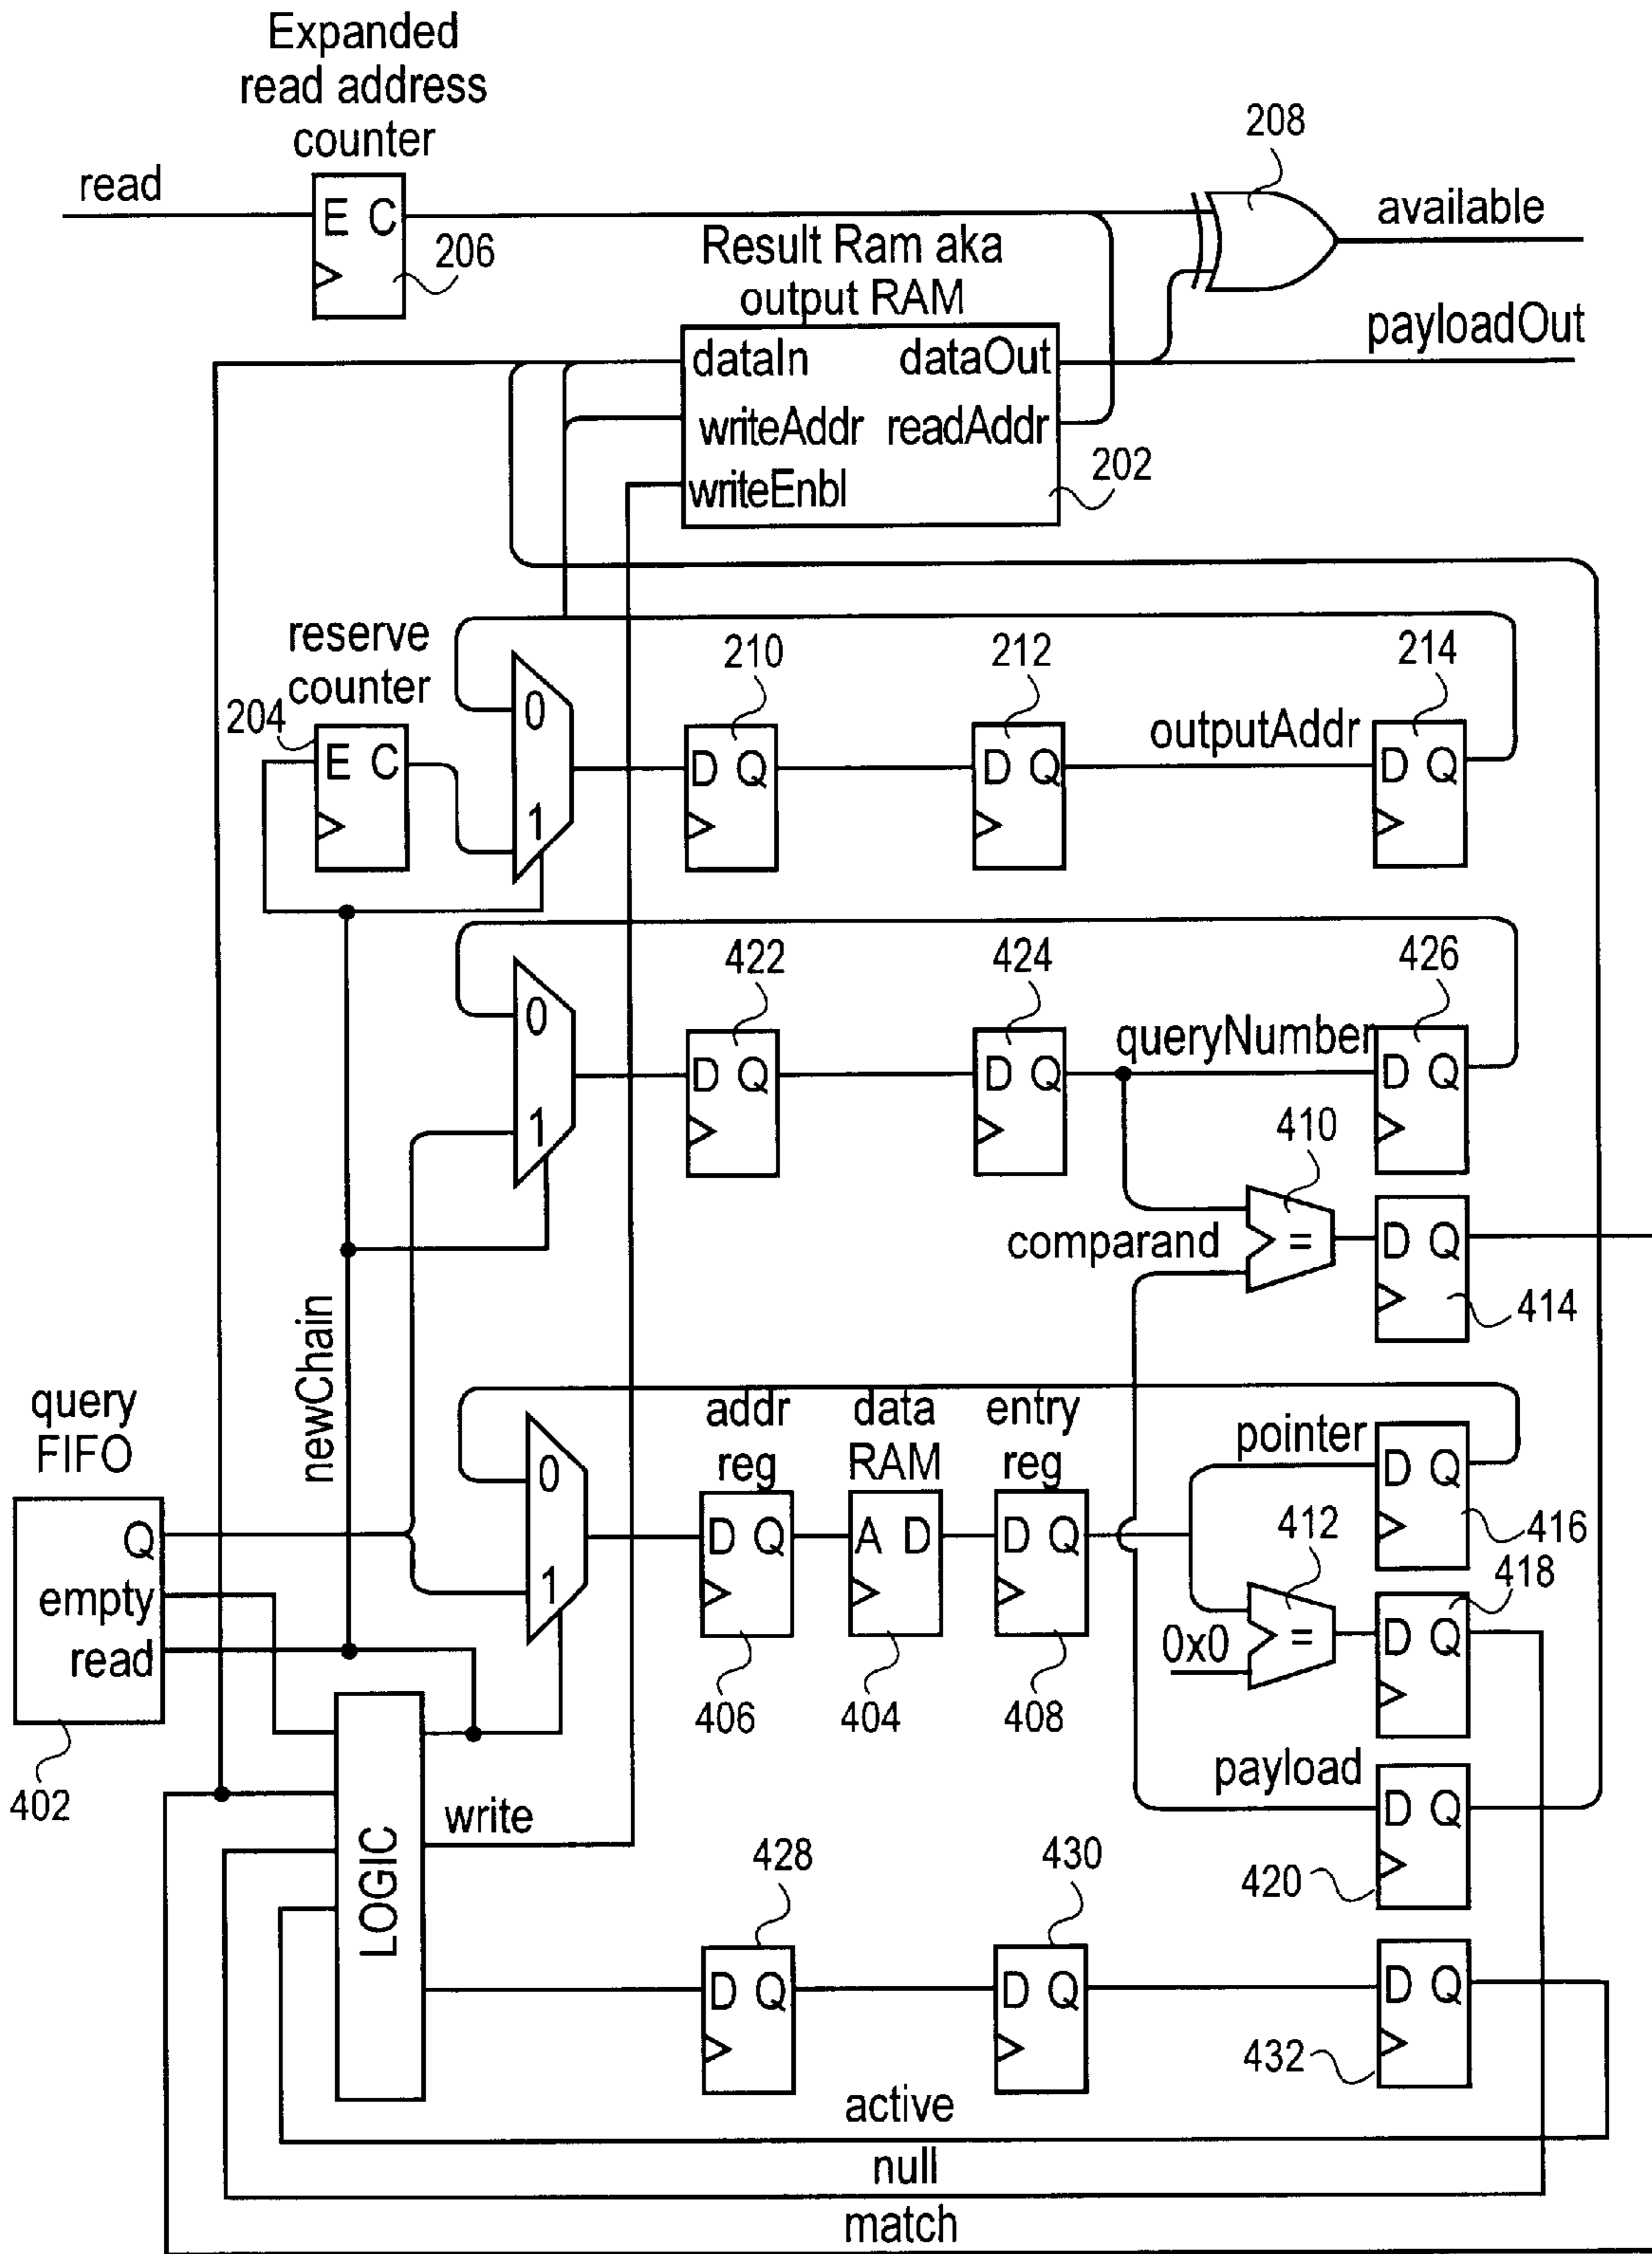 Expanded
read address
counter
read
E C
206
208
available
Result Ram aka
output RAM
payloadOut
dataIn dataOut
writeAddr readAddr
writeEnbl
202
reserve
counter
204
E C
0
1
210
D Q
212
D Q
outputAddr
214
D Q
0
1
422
D Q
424
D Q
queryNumber
426
D Q
410
comparand
=
D Q
414
newChain
query
FIFO
Q
empty
read
402
0
1
addr
reg
D Q
406
data
RAM
A D
404
entry
reg
D Q
408
pointer
D Q
416
412
0x0
=
418
D Q
payload
D Q
420
LOGIC
write
428
D Q
430
D Q
432
D Q
active
null
match